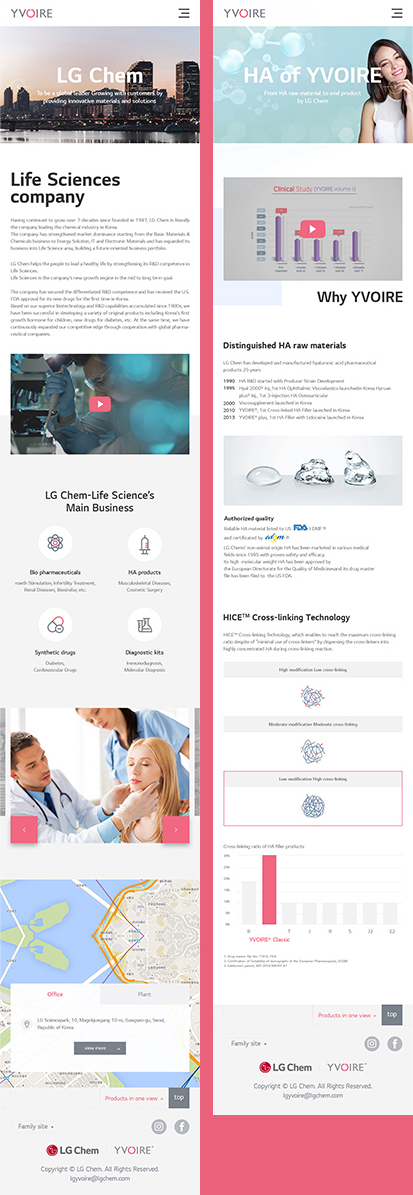 YVOIRE
LG Chem
To be a global leader Growing with customers by
providing innovative materials and solutions
Life Sciences
company
Having continued to grow over 7 decades since founded in 1947, LG Chem is literally
the company leading the chemical industry in Korea.
The company has strengthened market dominance starting from the Basic Materials &
Chemicals business to Energy Solution, IT and Electronic Materials and has expanded its
business into Life Science area, building a future-oriented business portfolio.
LG Chem helps the people to lead a healthy life by strengthening its R&D competence in
Life Sciences.
Life Sciences is the company's new growth engine in the mid to long term goal.
The company has secured the differentiated R&D competence and has received the U.S.
FDA approval for its new drugs for the first time in Korea.
Based on our superior biotechnology and R&D capabilities accumulated since 1980s, we
have been successful in developing a variety of original products including Korea's first
growth hormone for children, new drugs for diabetes, etc. At the same time, we have
continuously expanded our competitive edge through cooperation with global pharma-
ceutical companies.
LG Chem-Life Science's
Main Business
Bio pharmaceuticals
rowth Stimulation, Infertility Treatment,
Renal Diseases, Biosimilar, etc.
HA products
Musculoskeletal Diseases,
Cosmetic Surgery
Synthetic drugs
Diabetes,
Cardiovascular Drugs
Diagnostic kits
Immunodiagnosis,
Molecular Diagnosis
Office
Plant
LG Sciencepark, 10, Magokjungang 10-ro, Gangseo-gu, Seoul,
Republic of Korea
view more
Products in one view
top
Family site
LG Chem
YVOIRE
Copyright © LG Chem. All Rights Reserved.
lgyvoire@lgchem.com
YVOIRE
HA of YVOIRE
From HA raw material to end product
by LG Chem
Clinical Study (YVOIRE volume s)
Why YVOIRE
Distinguished HA raw materials
LG Chem has developed and manufactured hyaluronic acid pharmaceutical
products 25 years
1990 HA R&D started with Producer Strain Development
1995 Hyal 2000® inj.,1st HA Ophthalmic Viscoelastics launchedin Korea Hyruan
plus® inj., 1st 3-injection HA Osteoarticular
2000 Viscosupplement launched in Korea
2010 YVOIRE®, 1st Cross-linked HA Filler launched in Korea
2013 YVOIRE® plus, 1st HA Filler with Lidocaine launched in Korea
Authorized quality
Reliable HA material listed to US FDA ( DMF )®
and certificated by edqm ®
LG Chems' non-animal origin HA has been marketed in various medical
fields since 1995 with proven safety and efficacy.
Its high molecular weight HA has been approved by
the European Directorate for the Quality of Medicinesand its drug master
file has been filed to the US FDA.
HICE™ Cross-linking Technology
HICE™ Cross-linking Technology, which enables to reach the maximum cross-linking
ratio despite of "minimal use of cross-linkers" by dispersing the cross-linkers into
highly concentrated HA during cross-linking reaction.
High modification Low cross-linking
Moderate modification Moderate cross-linking
Low modification High cross-linking
Cross-linking ratio of HA filler products
R
YVOIRE® Classic
T
J
S
J2
E2
Products in one view
top
Family site
LG Chem
YVOIRE
Copyright © LG Chem. All Rights Reserved.
lgyvoire@lgchem.com